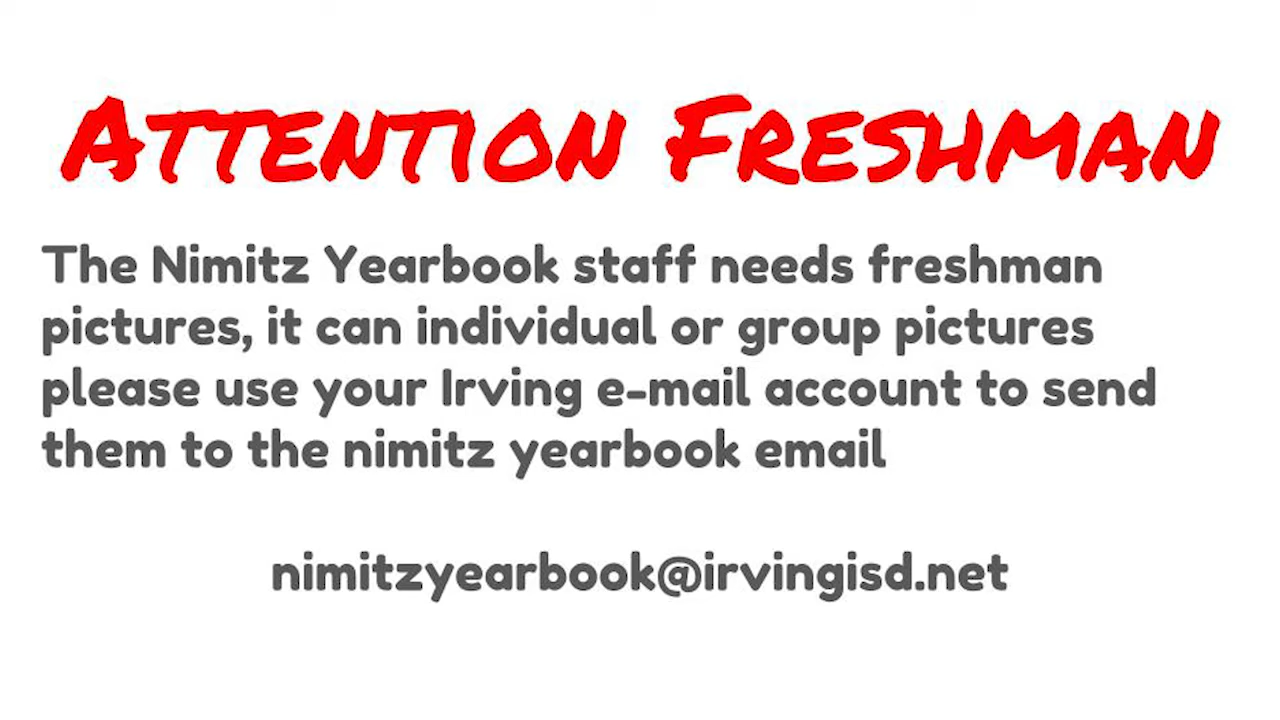 Attention Freshman
The Nimitz Yearbook staff needs freshman
pictures, it can individual or group pictures
please use your Irving e-mail account to send
them to the nimitz yearbook email
nimitzyearbook@irvingisd.net